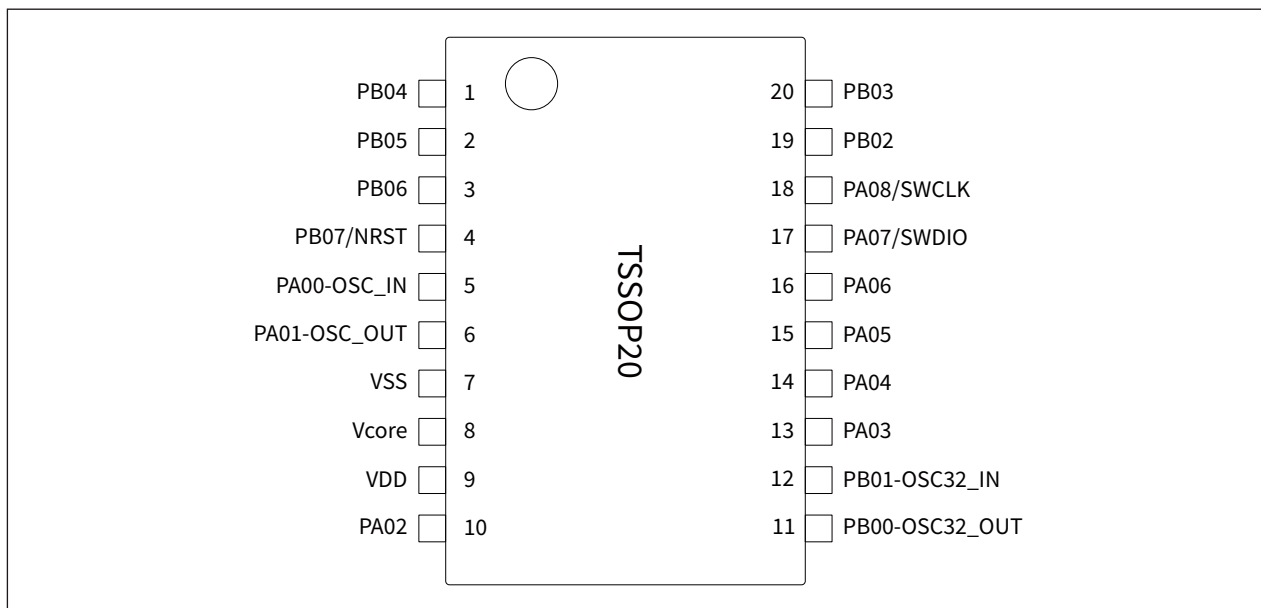 PB04 1 20 PB03
PB05 2 19 PB02
PB06 3 18 PA08/SWCLK
PB07/NRST 4 17 PA07/SWDIO
PA00-OSC_IN 5 16 PA06
PA01-OSC_OUT 6 15 PA05
VSS 7 14 PA04
Vcore 8 13 PA03
VDD 9 12 PB01-OSC32_IN
PA02 10 11 PB00-OSC32_OUT
TSSOP20